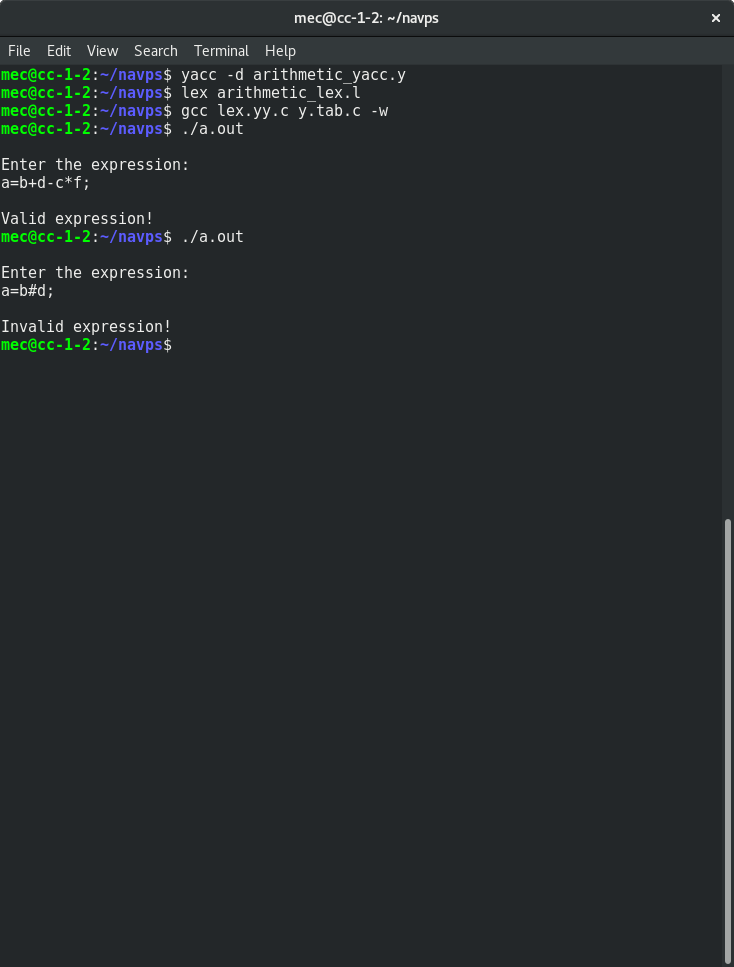 mec@cc-1-2: ~/navps ×
File Edit View Search Terminal Help
mec@cc-1-2:~/navps$ yacc -d arithmetic_yacc.y
mec@cc-1-2:~/navps$ lex arithmetic_lex.l
mec@cc-1-2:~/navps$ gcc lex.yy.c y.tab.c -w
mec@cc-1-2:~/navps$ ./a.out
Enter the expression:
a=b+d-c*f;
Valid expression!
mec@cc-1-2:~/navps$ ./a.out
Enter the expression:
a=b#d;
Invalid expression!
mec@cc-1-2:~/navps$